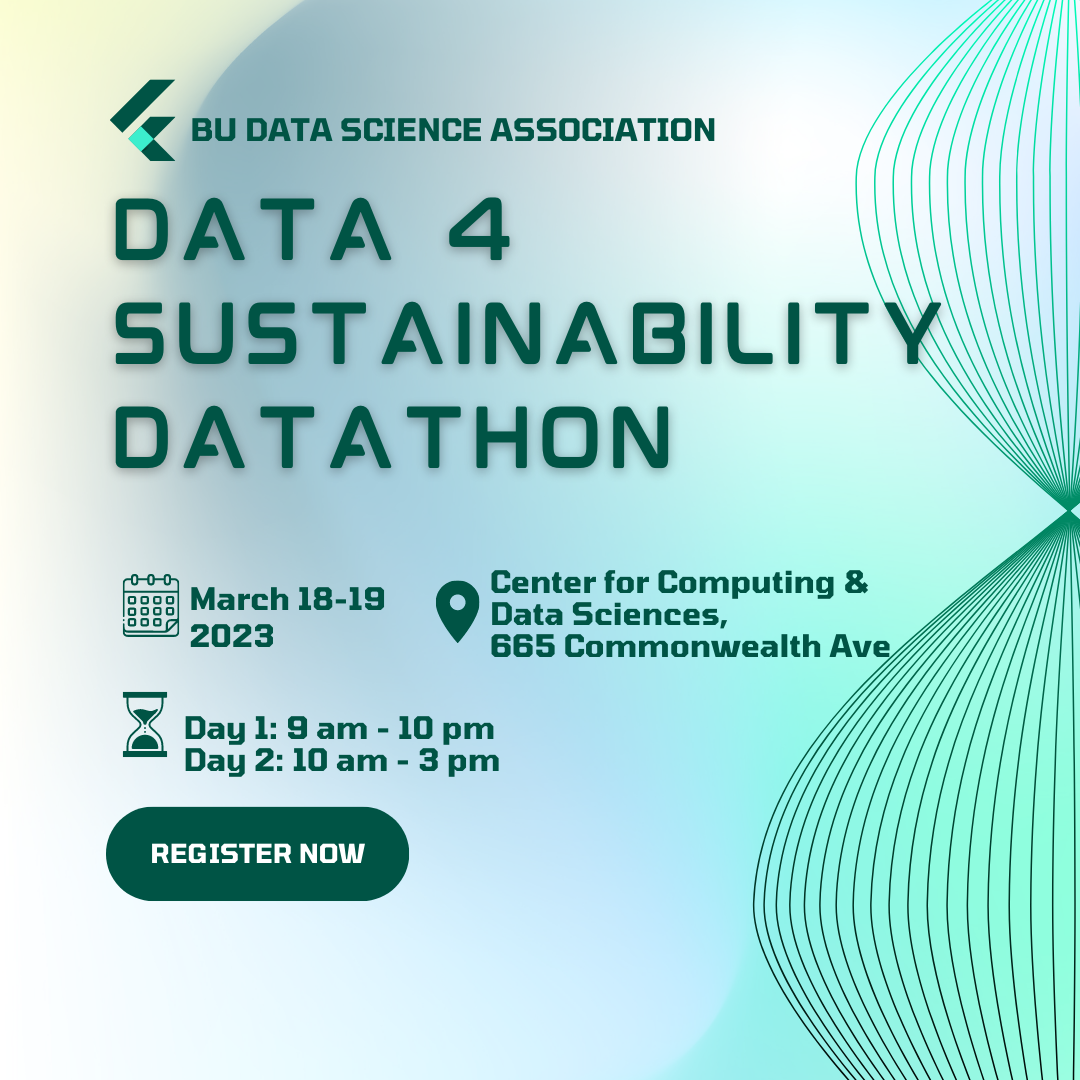 BU DATA SCIENCE ASSOCIATION
DATA 4
SUSTAINABILITY
DATATHON
March 18-19
2023
Center for Computing &
Data Sciences,
665 Commonwealth Ave
Day 1: 9 am - 10 pm
Day 2: 10 am - 3 pm
REGISTER NOW